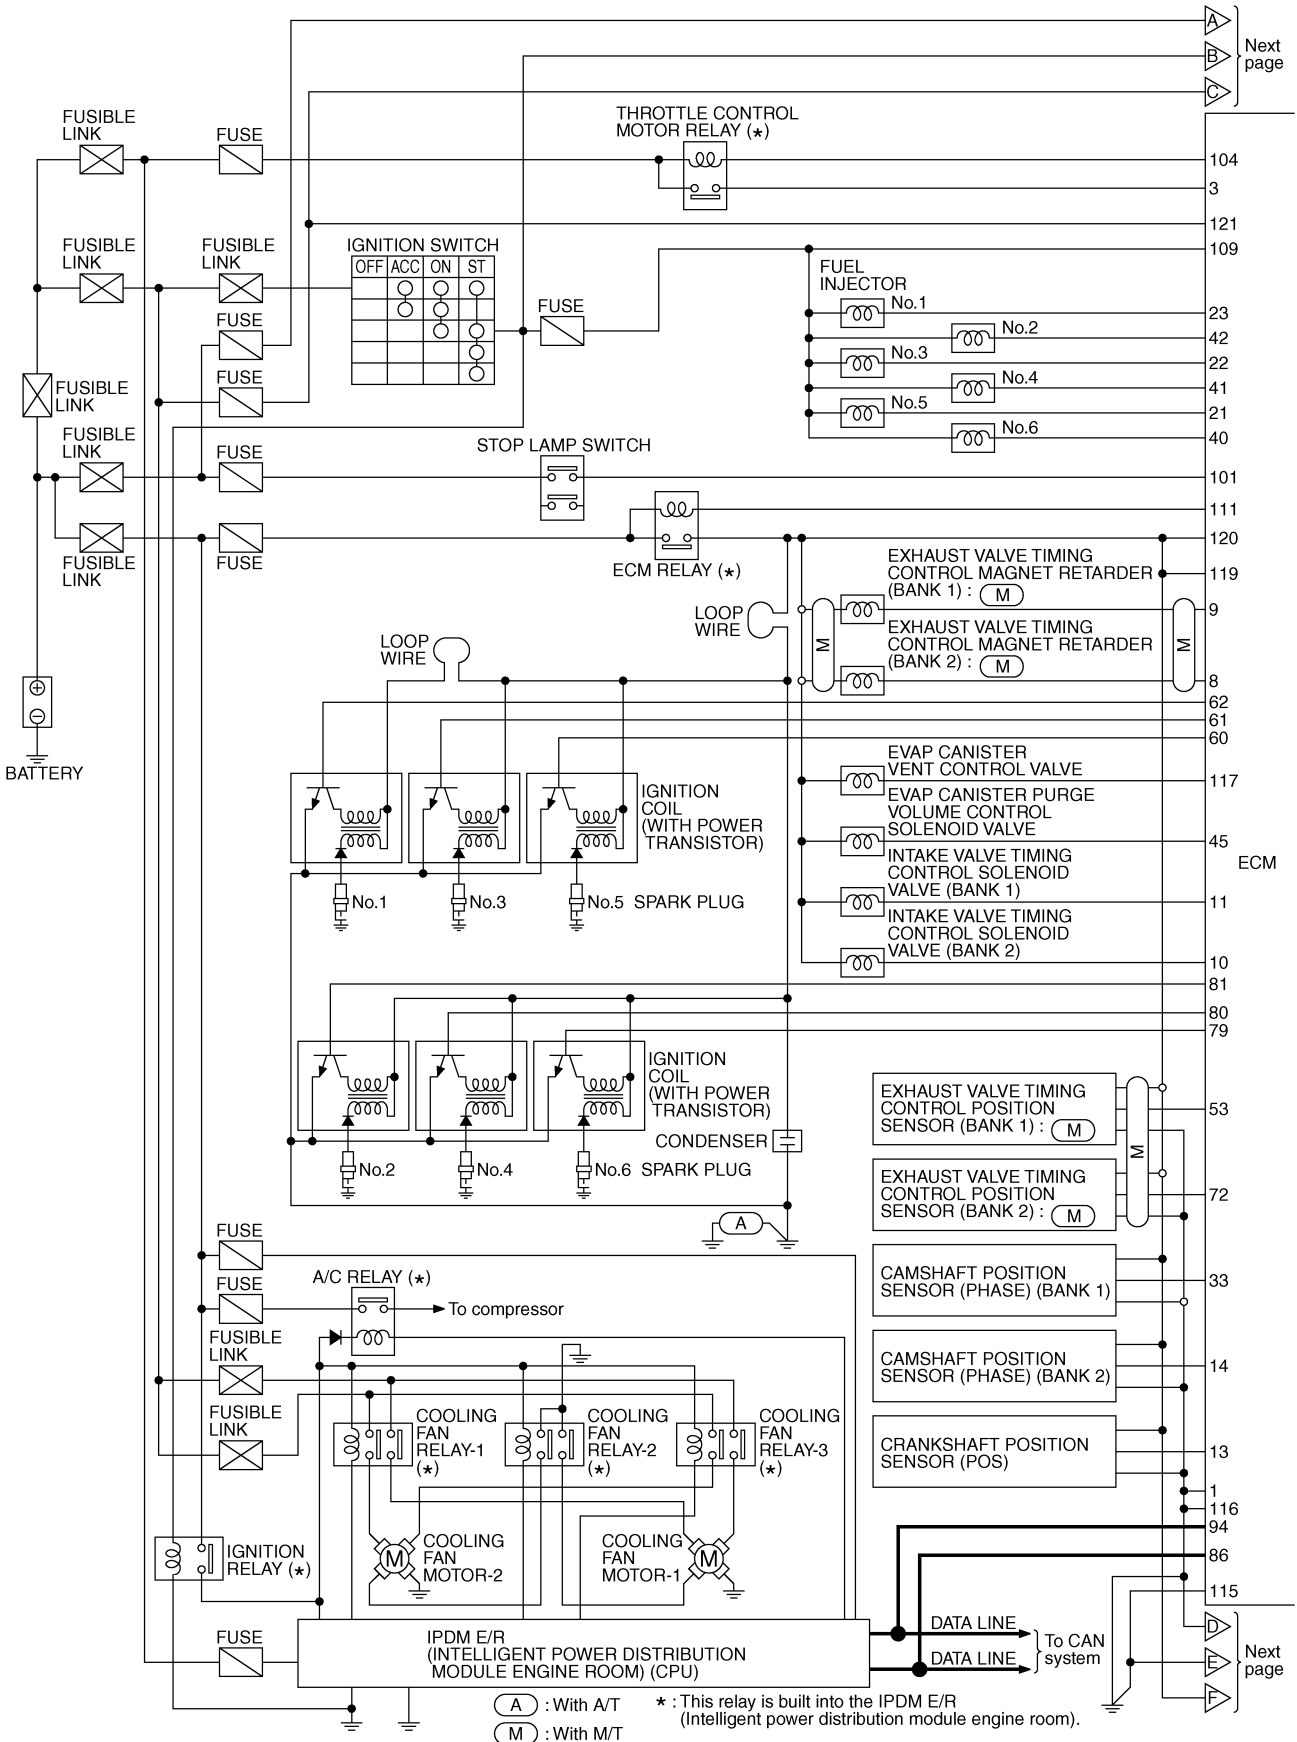 A
B
C
Next
page
FUSIBLE
LINK
FUSE
THROTTLE CONTROL
MOTOR RELAY (*)
104
3
121
109
FUSIBLE
LINK
FUSIBLE
LINK
IGNITION SWITCH
OFF ACC ON ST
FUSE
FUSE
FUEL
INJECTOR
No.1
23
No.2
42
No.3
22
No.4
41
No.5
21
No.6
40
FUSIBLE
LINK
FUSE
FUSIBLE
LINK
FUSE
STOP LAMP SWITCH
101
111
120
119
FUSIBLE
LINK
FUSE
ECM RELAY (*)
EXHAUST VALVE TIMING
CONTROL MAGNET RETARDER
(BANK 1) : M
9
EXHAUST VALVE TIMING
CONTROL MAGNET RETARDER
(BANK 2) : M
8
M
M
LOOP
WIRE
LOOP
WIRE
62
61
60
BATTERY
EVAP CANISTER
VENT CONTROL VALVE
117
EVAP CANISTER PURGE
VOLUME CONTROL
SOLENOID VALVE
45
INTAKE VALVE TIMING
CONTROL SOLENOID
VALVE (BANK 1)
11
INTAKE VALVE TIMING
CONTROL SOLENOID
VALVE (BANK 2)
10
ECM
IGNITION
COIL
(WITH POWER
TRANSISTOR)
No.1
No.3
No.5 SPARK PLUG
81
80
79
IGNITION
COIL
(WITH POWER
TRANSISTOR)
CONDENSER
No.2
No.4
No.6 SPARK PLUG
A
EXHAUST VALVE TIMING
CONTROL POSITION
SENSOR (BANK 1) : M
53
M
EXHAUST VALVE TIMING
CONTROL POSITION
SENSOR (BANK 2) : M
72
CAMSHAFT POSITION
SENSOR (PHASE) (BANK 1)
33
CAMSHAFT POSITION
SENSOR (PHASE) (BANK 2)
14
CRANKSHAFT POSITION
SENSOR (POS)
13
1
116
94
86
115
FUSE
FUSE
A/C RELAY (*)
To compressor
FUSIBLE
LINK
FUSIBLE
LINK
COOLING
FAN
RELAY-1
(*)
COOLING
FAN
RELAY-2
(*)
COOLING
FAN
RELAY-3
(*)
IGNITION
RELAY (*)
M
COOLING
FAN
MOTOR-2
COOLING
FAN
MOTOR-1
M
FUSE
IPDM E/R
(INTELLIGENT POWER DISTRIBUTION
MODULE ENGINE ROOM) (CPU)
DATA LINE
DATA LINE
To CAN
system
D
E
F
Next
page
A : With A/T
M : With M/T
* : This relay is built into the IPDM E/R
(Intelligent power distribution module engine room).